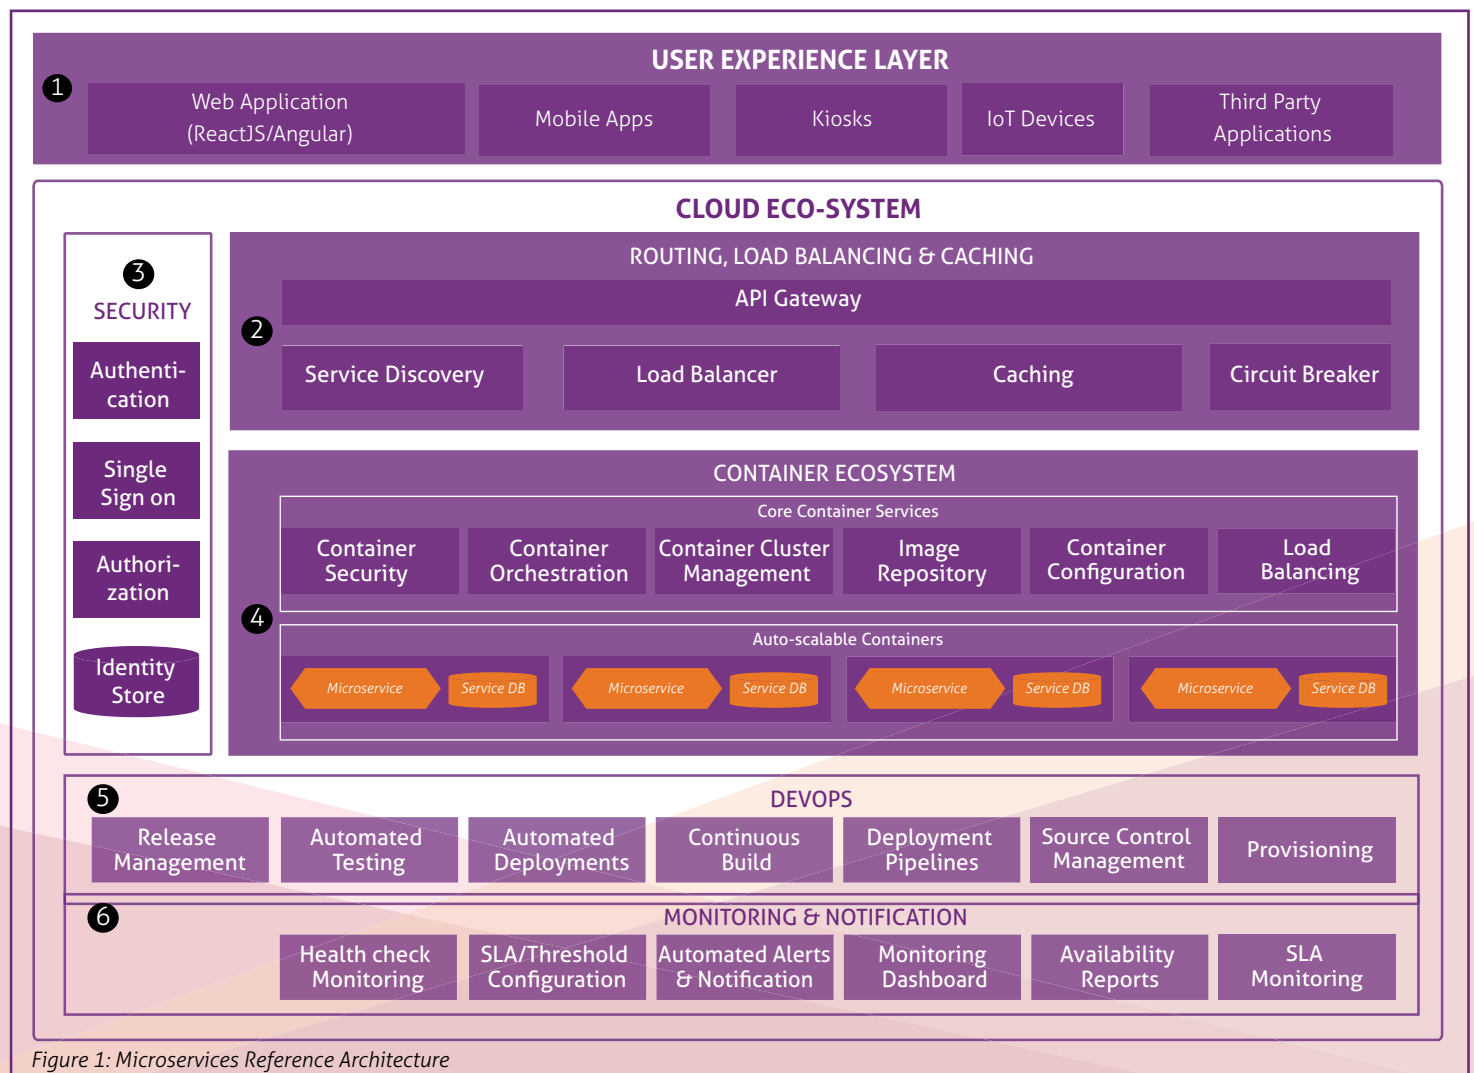 USER EXPERIENCE LAYER
1
Web Application
(ReactJS/Angular)
Mobile Apps
Kiosks
IoT Devices
Third Party
Applications
CLOUD ECO-SYSTEM
3
SECURITY
Authenti-
cation
Single
Sign on
Authori-
zation
Identity
Store
ROUTING, LOAD BALANCING & CACHING
API Gateway
2
Service Discovery
Load Balancer
Caching
Circuit Breaker
CONTAINER ECOSYSTEM
Core Container Services
Container
Security
Container
Orchestration
Container Cluster
Management
Image
Repository
Container
Configuration
Load
Balancing
4
Auto-scalable Containers
Microservice
Service DB
Microservice
Service DB
Microservice
Service DB
Microservice
Service DB
5
DEVOPS
Release
Management
Automated
Testing
Automated
Deployments
Continuous
Build
Deployment
Pipelines
Source Control
Management
Provisioning
6
MONITORING & NOTIFICATION
Health check
Monitoring
SLA/Threshold
Configuration
Automated Alerts
& Notification
Monitoring
Dashboard
Availability
Reports
SLA
Monitoring
Figure 1: Microservices Reference Architecture